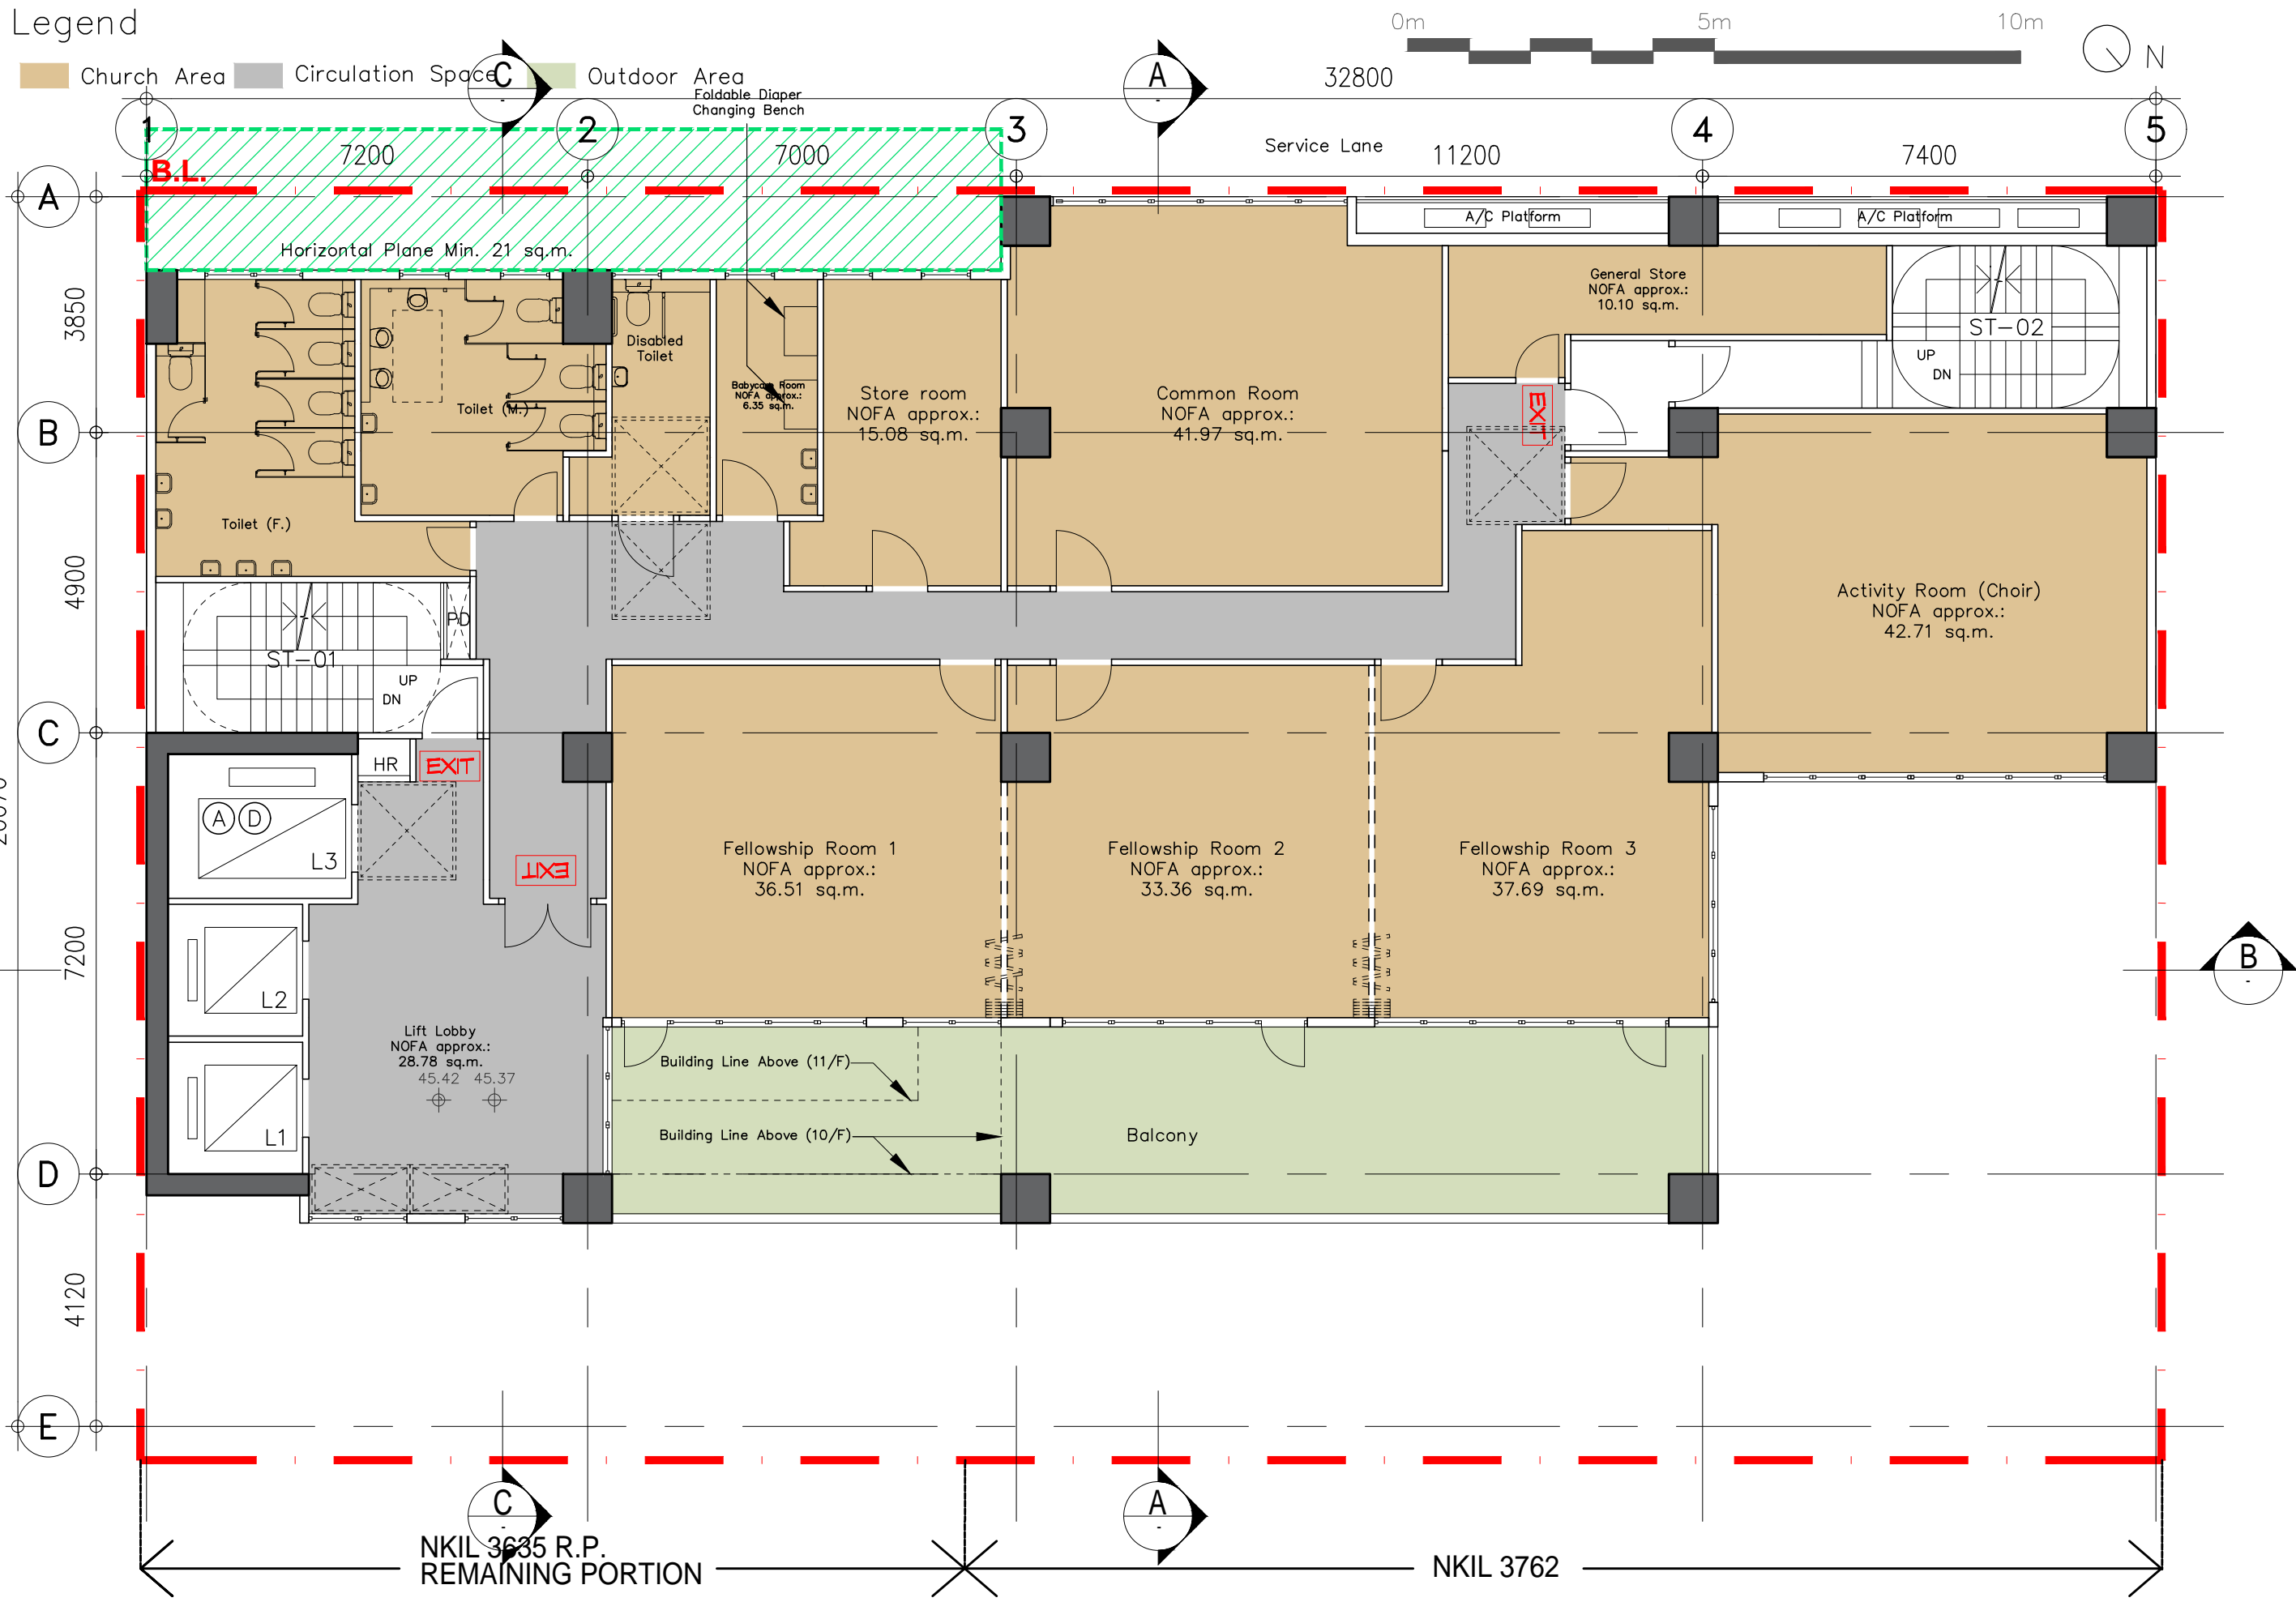 Legend
Church Area
Circulation Space
Outdoor Area
0m
5m
10m
N
C
-
A
-
32800
Foldable Diaper
Changing Bench
1
2
3
4
5
7200
7000
Service Lane
11200
7400
B.L.
A
A/C Platform
A/C Platform
Horizontal Plane Min. 21 sq.m.
General Store
NOFA approx.:
10.10 sq.m.
3850
ST-02
UP
DN
Disabled
Toilet
Babycare Room
NOFA approx.:
6.35 sq.m.
Toilet (M.)
Store room
NOFA approx.:
15.08 sq.m.
Common Room
NOFA approx.:
41.97 sq.m.
EXIT
B
Toilet (F.)
4900
PD
ST-01
UP
DN
Activity Room (Choir)
NOFA approx.:
42.71 sq.m.
C
HR
EXIT
A D
L3
EXIT
Fellowship Room 1
NOFA approx.:
36.51 sq.m.
Fellowship Room 2
NOFA approx.:
33.36 sq.m.
Fellowship Room 3
NOFA approx.:
37.69 sq.m.
7200
L2
B
-
Lift Lobby
NOFA approx.:
28.78 sq.m.
45.42 45.37
L1
Building Line Above (11/F)
Building Line Above (10/F)
Balcony
D
4120
E
C
-
A
-
NKIL 3635 R.P.
REMAINING PORTION
NKIL 3762